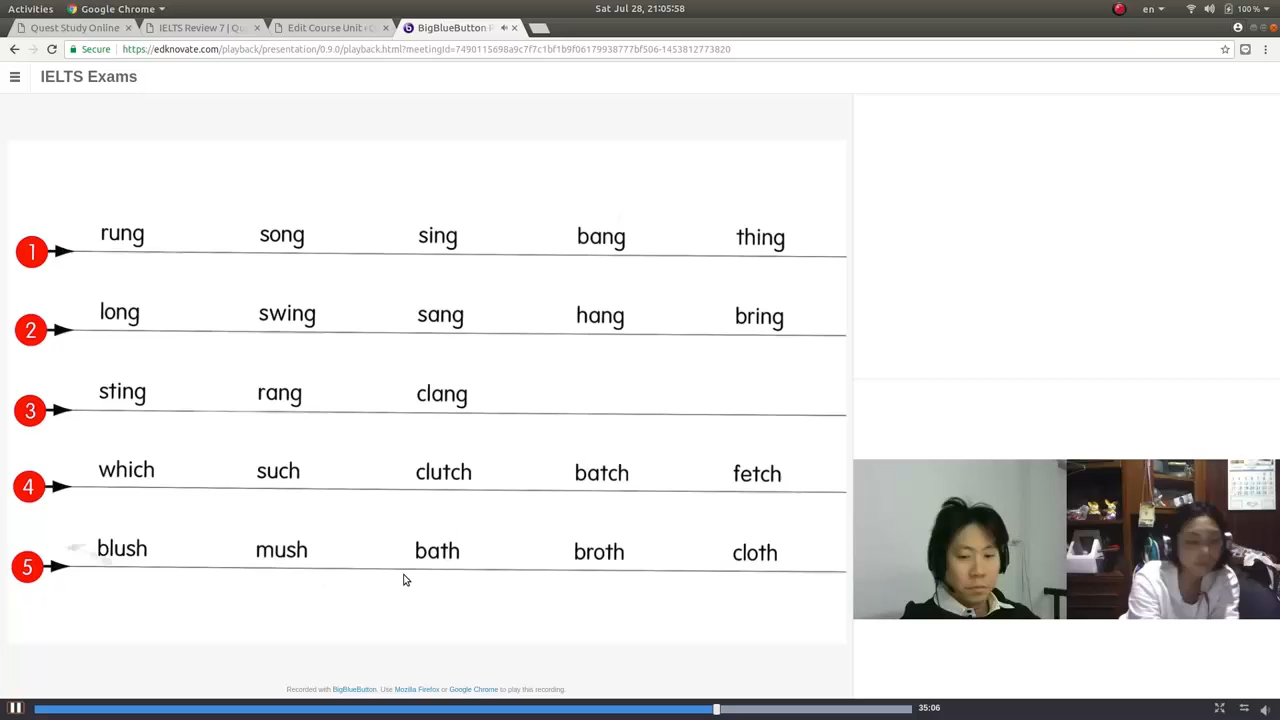 Activities Google Chrome Sat Jul 28, 21:05:58 en 100 %
Quest Study Online IELTS Review 7 | Qu Edit Course Unit BigBlueButton
Secure https://edknovate.com/playback/presentation/0.9.0/playback.html?meetingId=7490115698a9c7f7c1bf1b9f06179938777bf506-1453812773820
IELTS Exams
1 rung song sing bang thing
2 long swing sang hang bring
3 sting rang clang
4 which such clutch batch fetch
5 blush mush bath broth cloth
Recorded with BigBlueButton. Use Mozilla Firefox or Google Chrome to play this recording.
35:06